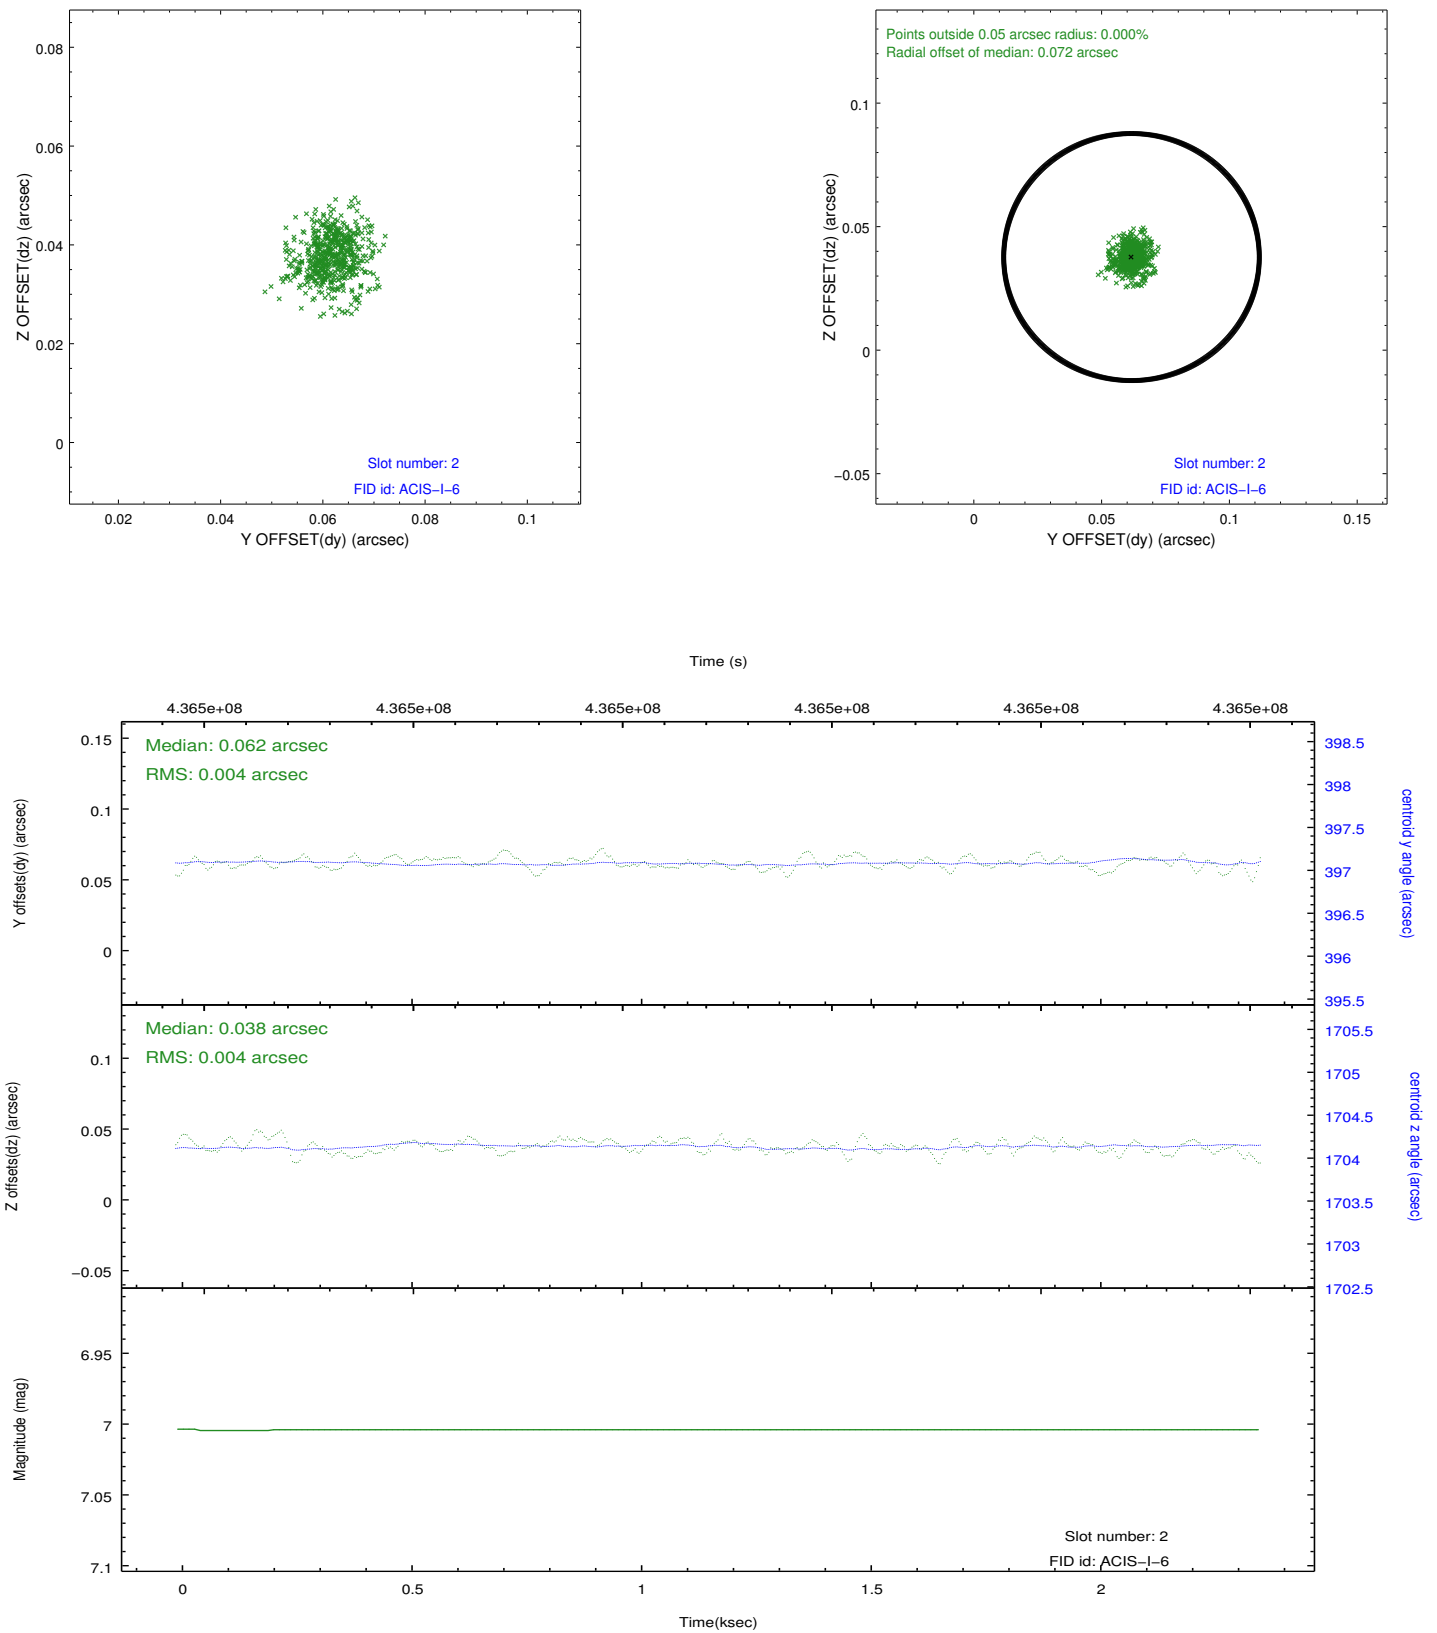 0.08
0.06
0.04
0.02
0
Z OFFSET(dz) (arcsec)
Slot number: 2
FID id: ACIS−I−6
0.02 0.04 0.06 0.08 0.1
Y OFFSET(dy) (arcsec)
Points outside 0.05 arcsec radius: 0.000%
Radial offset of median: 0.072 arcsec
0.1
0.05
0
−0.05
Z OFFSET(dz) (arcsec)
Slot number: 2
FID id: ACIS−I−6
0 0.05 0.1 0.15
Y OFFSET(dy) (arcsec)
Time (s)
4.365e+08 4.365e+08 4.365e+08 4.365e+08 4.365e+08 4.365e+08
Median: 0.062 arcsec
RMS: 0.004 arcsec
0.15
0.1
0.05
0
Y offsets(dy) (arcsec)
398.5
398
397.5
397
396.5
396
395.5
centroid y angle (arcsec)
Median: 0.038 arcsec
RMS: 0.004 arcsec
0.1
0.05
0
−0.05
Z offsets(dz) (arcsec)
1705.5
1705
1704.5
1704
1703.5
1703
1702.5
centroid z angle (arcsec)
6.95
7
7.05
7.1
Magnitude (mag)
Slot number: 2
FID id: ACIS−I−6
0 0.5 1 1.5 2
Time(ksec)